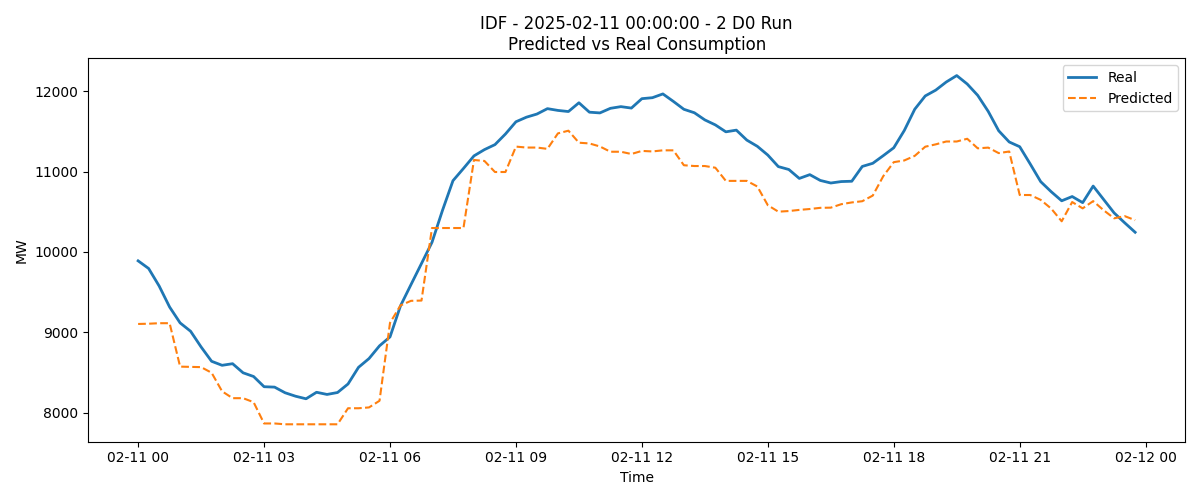 IDF - 2025-02-11 00:00:00 - 2 D0 Run
Predicted vs Real Consumption
Real
Predicted
12000
11000
10000
9000
8000
MW
02-11 00
02-11 03
02-11 06
02-11 09
02-11 12
02-11 15
02-11 18
02-11 21
02-12 00
Time